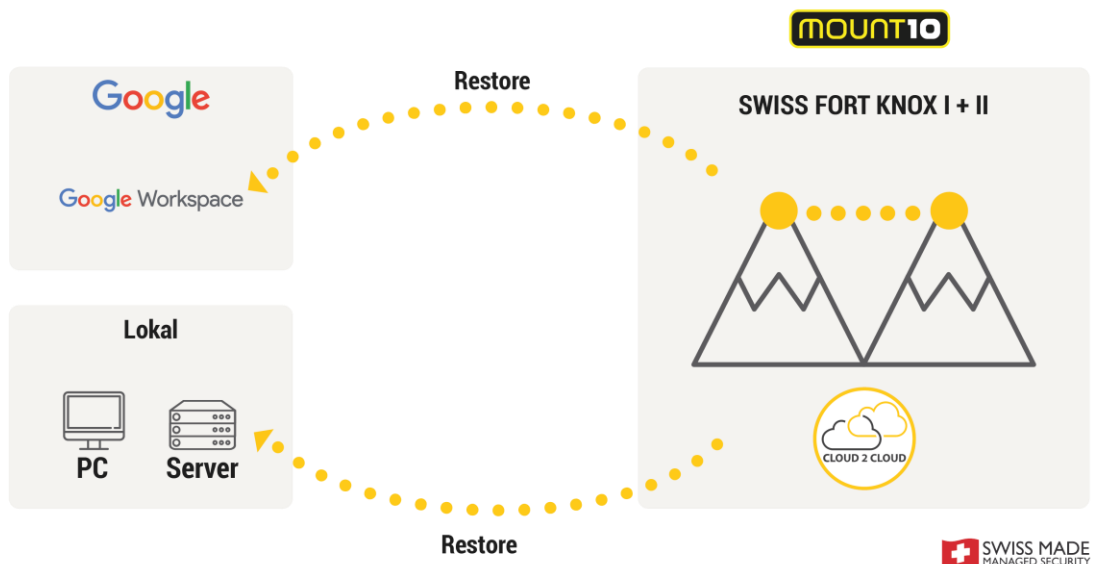 MOUNT10
Google
Restore
SWISS FORT KNOX I + II
Google Workspace
Lokal
PC
Server
CLOUD 2 CLOUD
Restore
SWISS MADE
MANAGED SECURITY